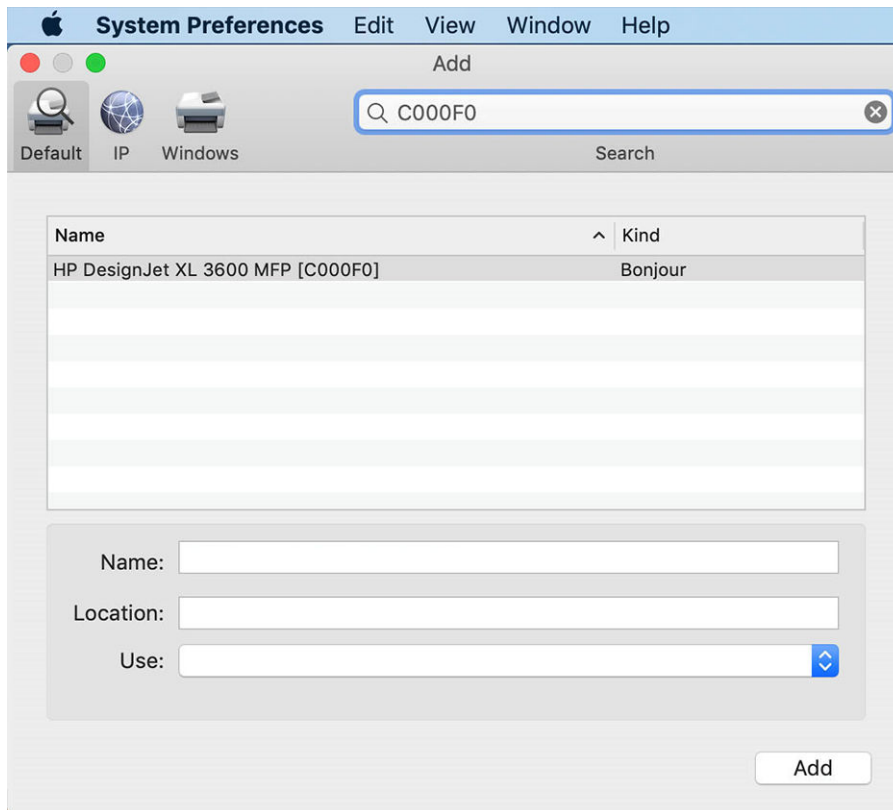 System Preferences Edit View Window Help
Add
C000F0
Default IP Windows Search
Name Kind
HP DesignJet XL 3600 MFP [C000F0] Bonjour
Name:
Location:
Use:
Add